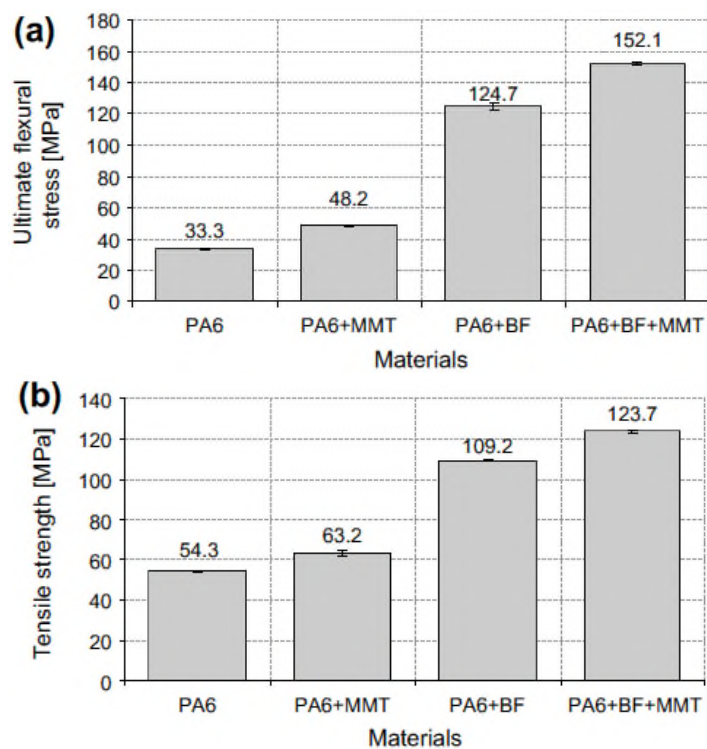 (a)
Ultimate flexural
stress [MPa]
180
160
140
120
100
80
60
40
20
0
33.3
48.2
124.7
152.1
PA6
PA6+MMT
PA6+BF
PA6+BF+MMT
Materials
(b)
Tensile strength [MPa]
140
120
100
80
60
40
20
0
54.3
63.2
109.2
123.7
PA6
PA6+MMT
PA6+BF
PA6+BF+MMT
Materials